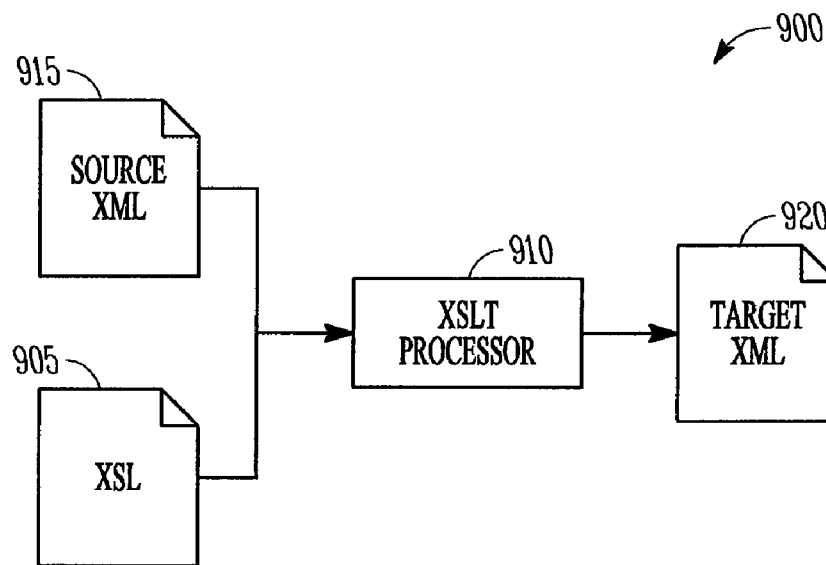 900
915
SOURCE
XML
920
910
XSLT
PROCESSOR
TARGET
XML
905
XSL